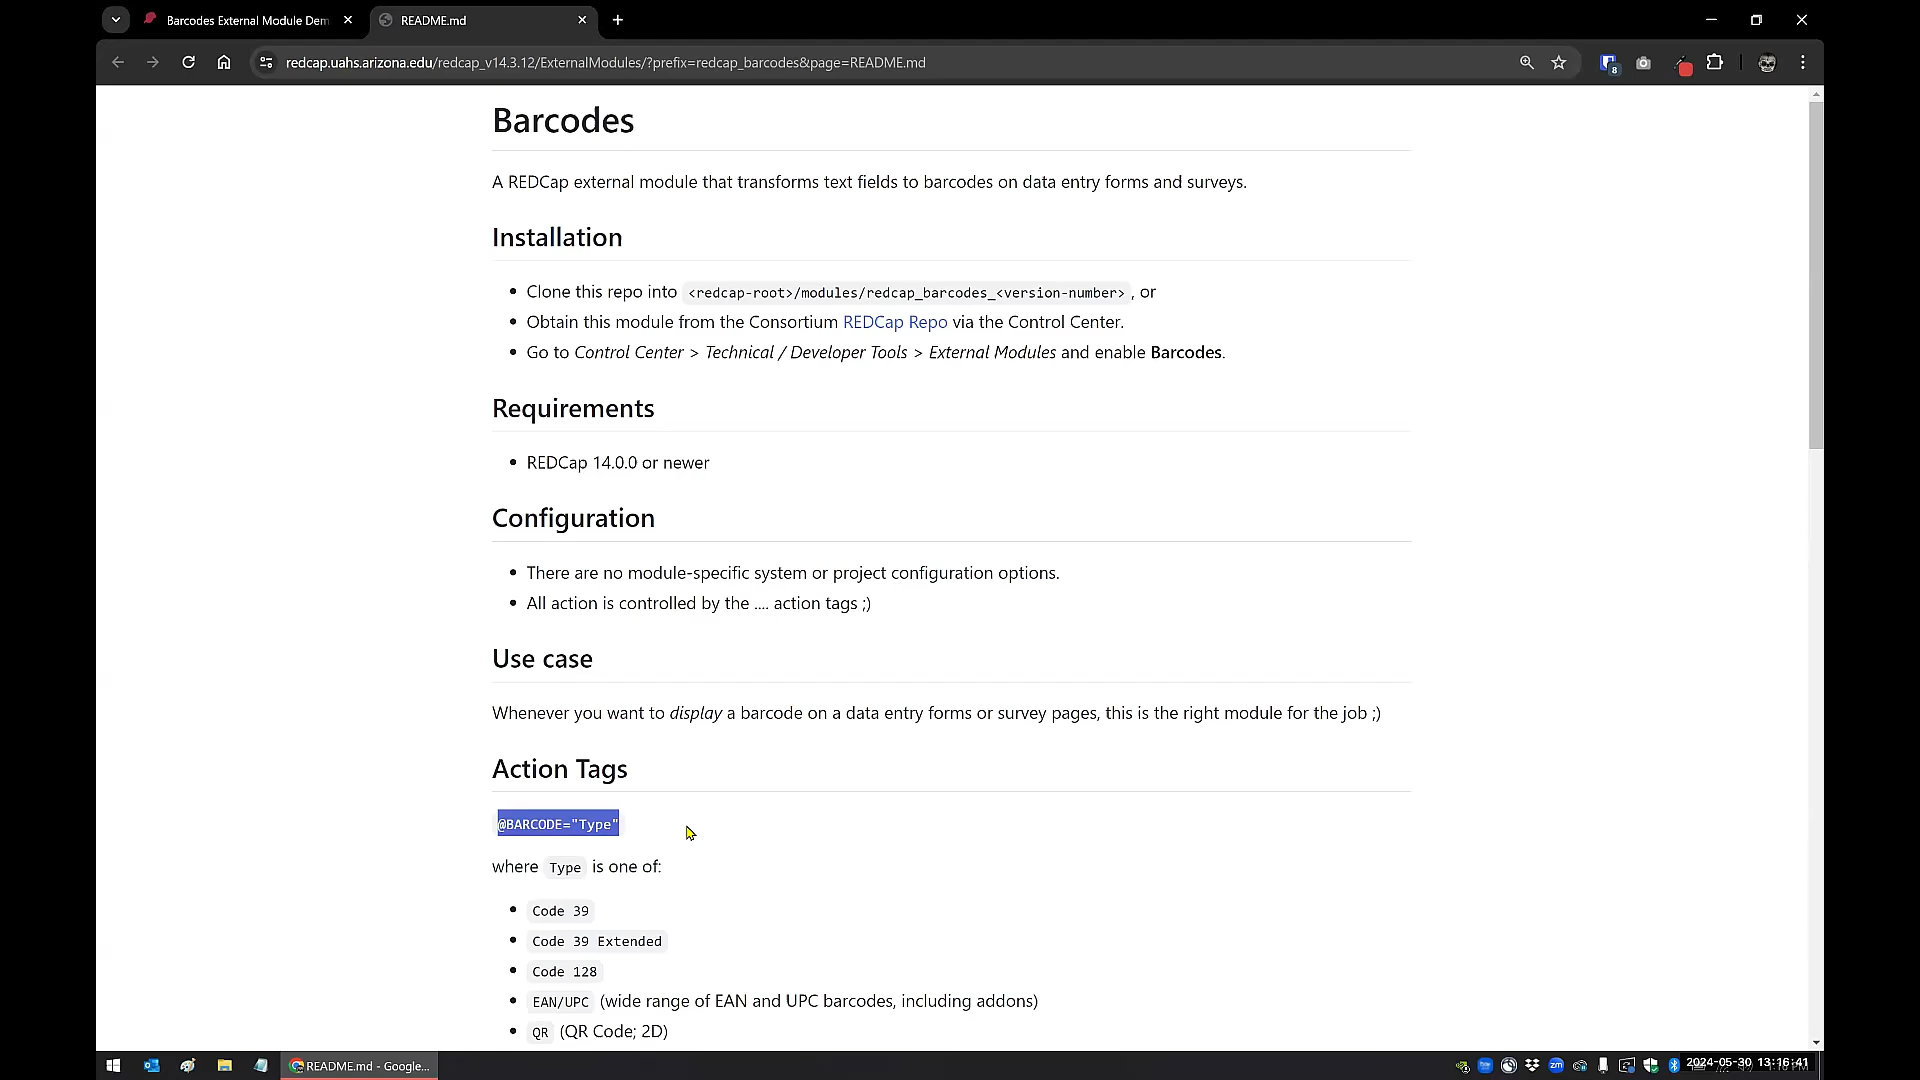 Barcodes External Module Dem
README.md
redcap.uahs.arizona.edu/redcap_v14.3.12/ExternalModules/?prefix=redcap_barcodes&page=README.md
8
Barcodes
A REDCap external module that transforms text fields to barcodes on data entry forms and surveys.
Installation
• Clone this repo into <redcap-root>/modules/redcap_barcodes_<version-number> , or
• Obtain this module from the Consortium REDCap Repo via the Control Center.
• Go to Control Center > Technical / Developer Tools > External Modules and enable Barcodes.
Requirements
• REDCap 14.0.0 or newer
Configuration
• There are no module-specific system or project configuration options.
• All action is controlled by the .... action tags ;)
Use case
Whenever you want to display a barcode on a data entry forms or survey pages, this is the right module for the job ;)
Action Tags
@BARCODE="Type"
where Type is one of:
• Code 39
• Code 39 Extended
• Code 128
• EAN/UPC (wide range of EAN and UPC barcodes, including addons)
• QR (QR Code; 2D)
README.md - Google...
zm
2024-05-30 13:16:41